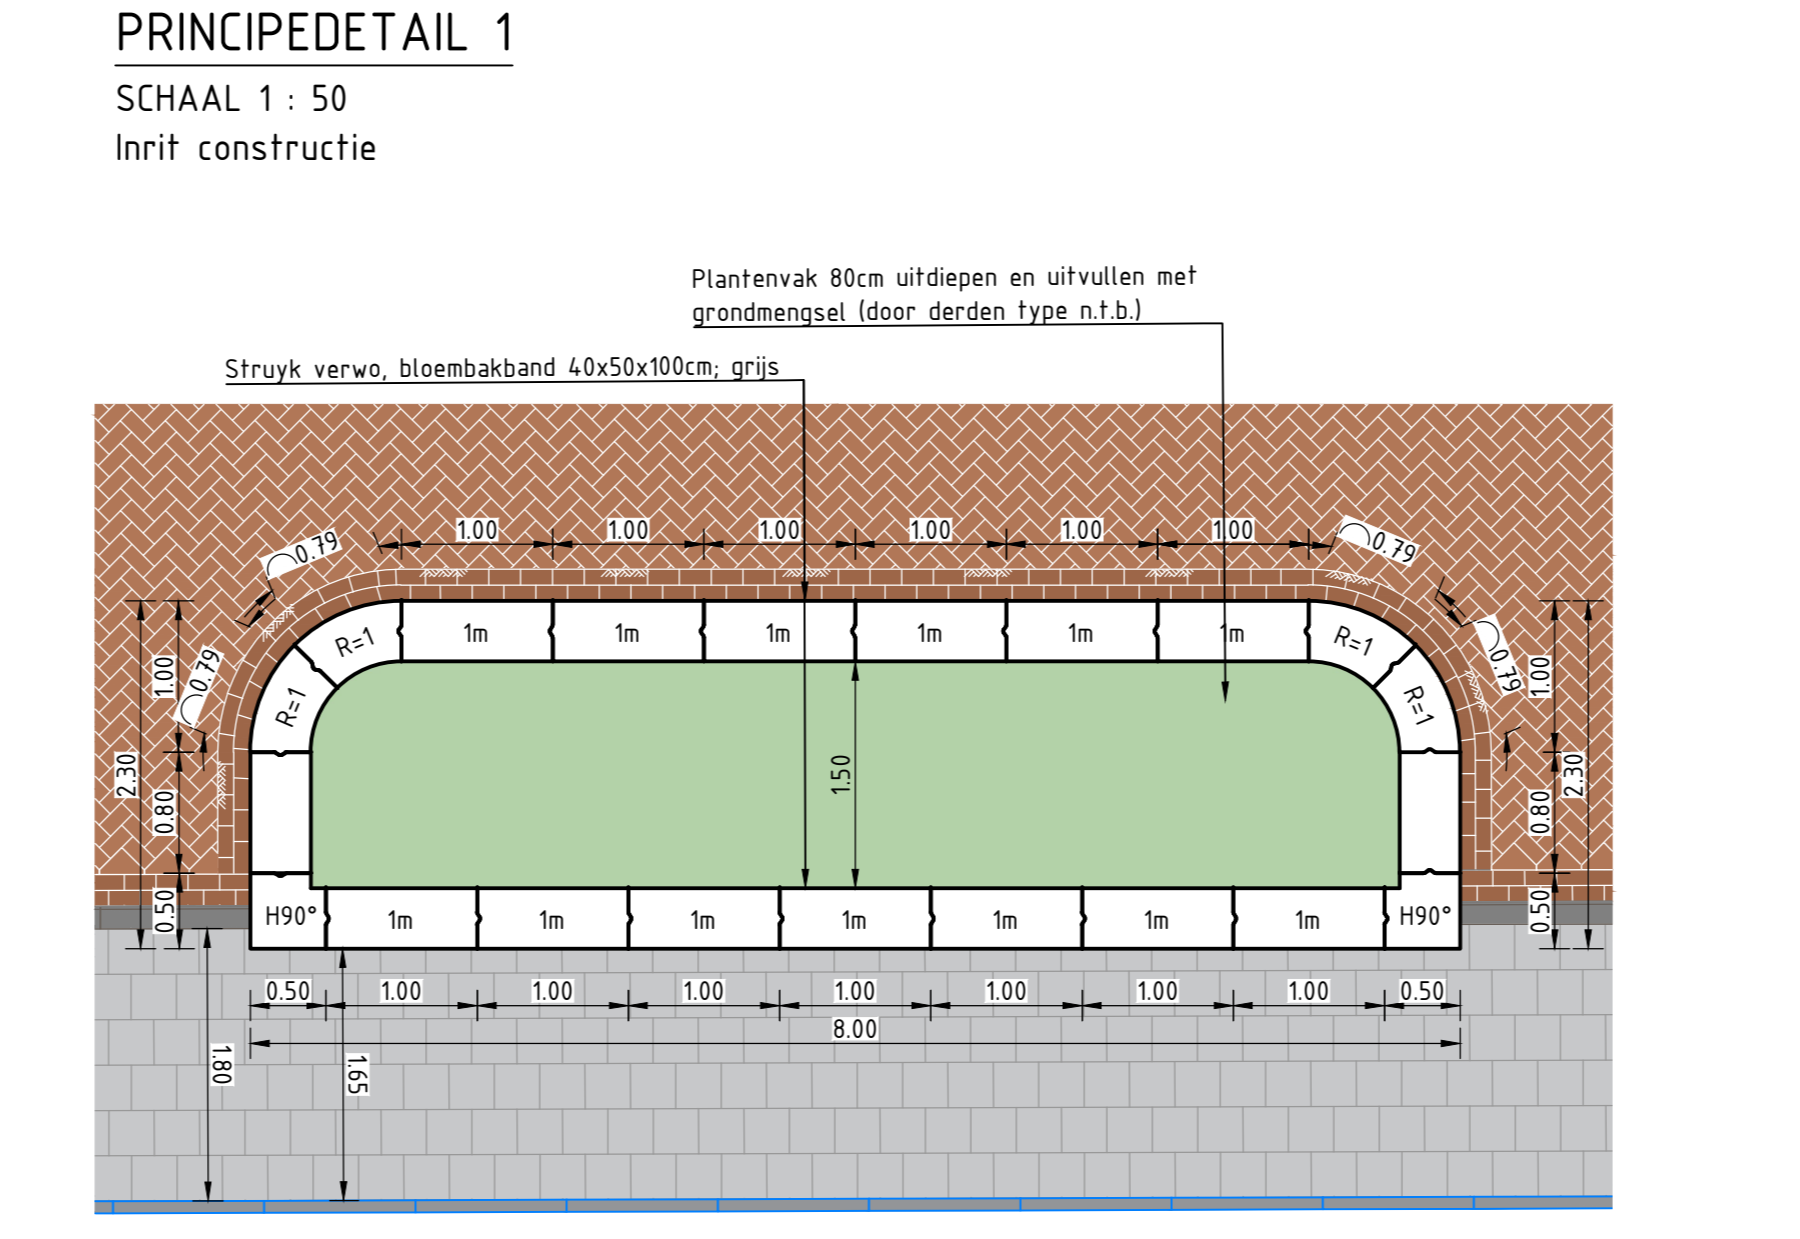 PRINCIPEDETAIL 1
SCHAAL 1 : 50
Inrit constructie
Plantenvak 80cm uitdiepen en uitvullen met
grondmengsel (door derden type n.t.b.)
Struyk verwo, bloembakband 40x50x100cm; grijs
1.00 1.00 1.00 1.00 1.00 1.00
0.79 0.79
0.79 0.79
R=1 1m 1m 1m 1m 1m 1m R=1
R=1 R=1
1.00 1.00
2.30 1.50 2.30
0.80 0.80
0.50 0.50
H90° 1m 1m 1m 1m 1m 1m 1m H90°
0.50 1.00 1.00 1.00 1.00 1.00 1.00 1.00 0.50
8.00
1.80 1.65